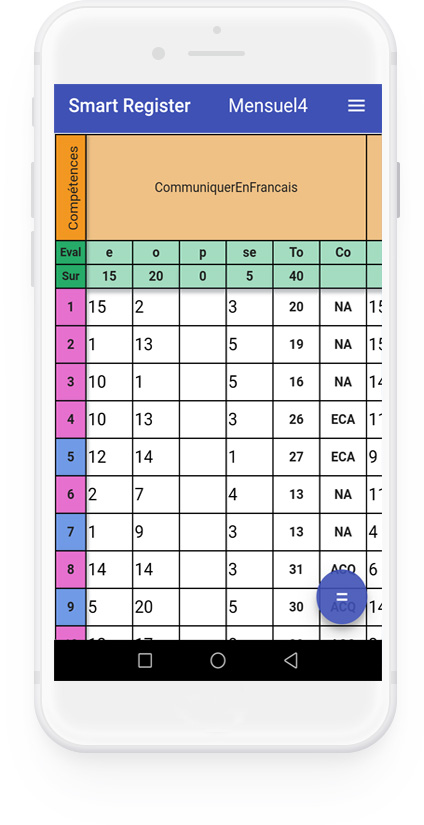 Smart Register Mensuel4
Compétences CommuniquerEnFrancais
Eval e o p se To Co
Sur 15 20 0 5 40
1 15 2 3 20 NA 15
2 1 13 5 19 NA 15
3 10 1 5 16 NA 14
4 10 13 3 26 ECA 11
5 12 14 1 27 ECA 9
6 2 7 4 13 NA 11
7 1 9 3 13 NA 4
8 14 14 3 31 ACQ 6
9 5 20 5 30 ACQ 14
=